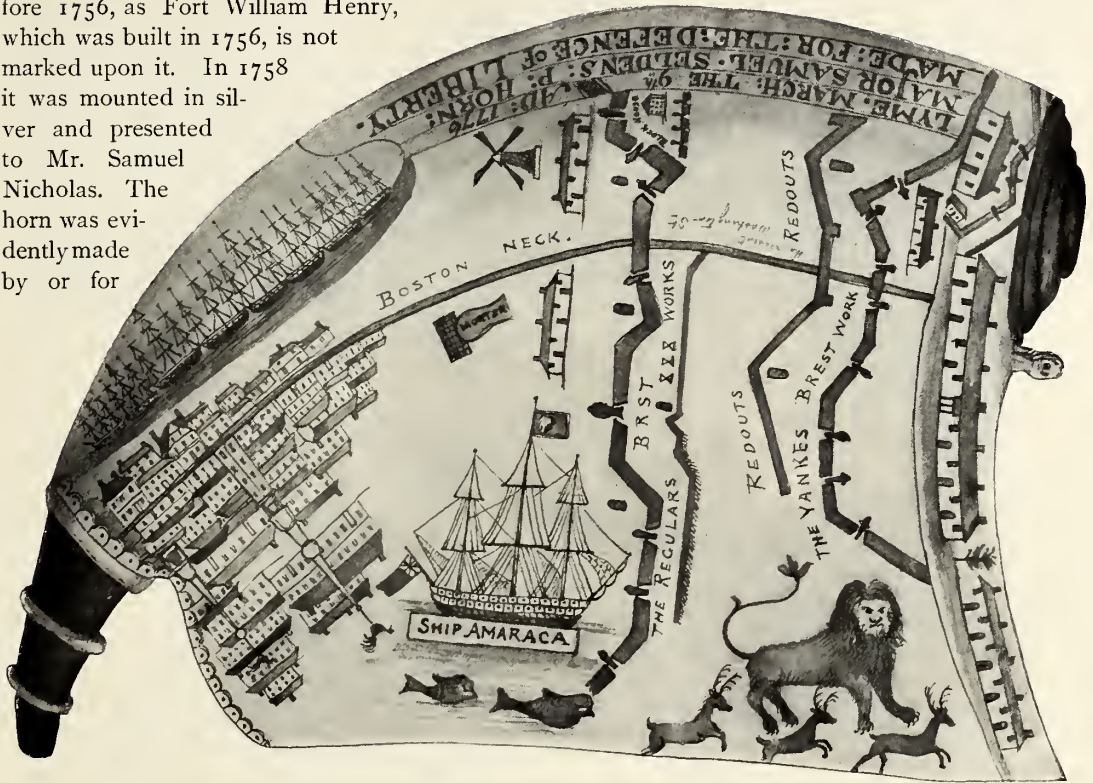 fore 1756, as Fort William Henry,
which was built in 1756, is not
marked upon it. In 1758
it was mounted in sil-
ver and presented
to Mr. Samuel
Nicholas. The
horn was evi-
dently made
by or for
LYME: MARCH. THE. 9th
1776. AD:
MAJOR SAMUEL. SELDENS: P: HORN:
MADE: FOR: THE: DEFENCE OF LIBERTY.
BOSTON NECK.
MORTER
SHIP AMARACA
THE REGULARS BRST WORKS
REDOUTS
REDOUTS
THE YANKES BREST WORK
Washington St